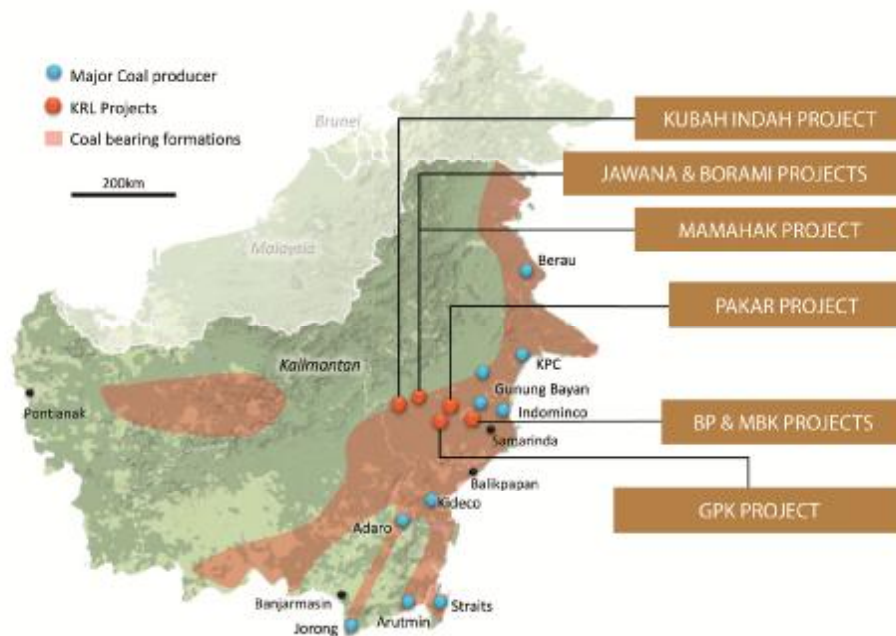 Major Coal producer
KRL Projects
Coal bearing formations
200km
Brunei
Malaysia
KUBAH INDAH PROJECT
JAWANA & BORAMI PROJECTS
MAMAHAK PROJECT
Berau
PAKAR PROJECT
KPC
Kalimantan
Gunung Bayan
Pontianak
Indominco
BP & MBK PROJECTS
Samarinda
Balikpapan
Kideco
GPK PROJECT
Adaro
Banjarmasin
Straits
Arutmin
Jorong